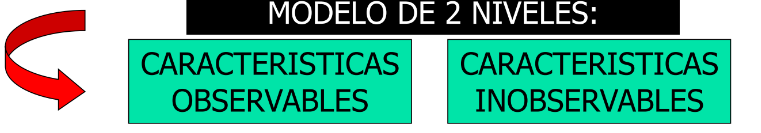 MODELO DE 2 NIVELES:
CARACTERISTICAS
OBSERVABLES
CARACTERISTICAS
INOBSERVABLES